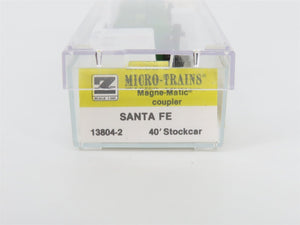 MICRO-TRAINS®
Magne-Matic®
coupler
SANTA FE
13804-2 40' Stockcar